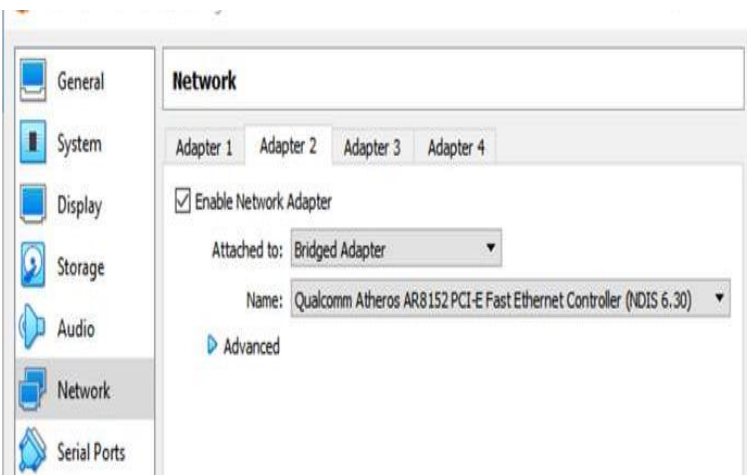 General
System
Display
Storage
Audio
Network
Serial Ports
Network
Adapter 1 Adapter 2 Adapter 3 Adapter 4
Enable Network Adapter
Attached to: Bridged Adapter
Name: Qualcomm Atheros AR8152 PCI-E Fast Ethernet Controller (NDIS 6.30)
Advanced